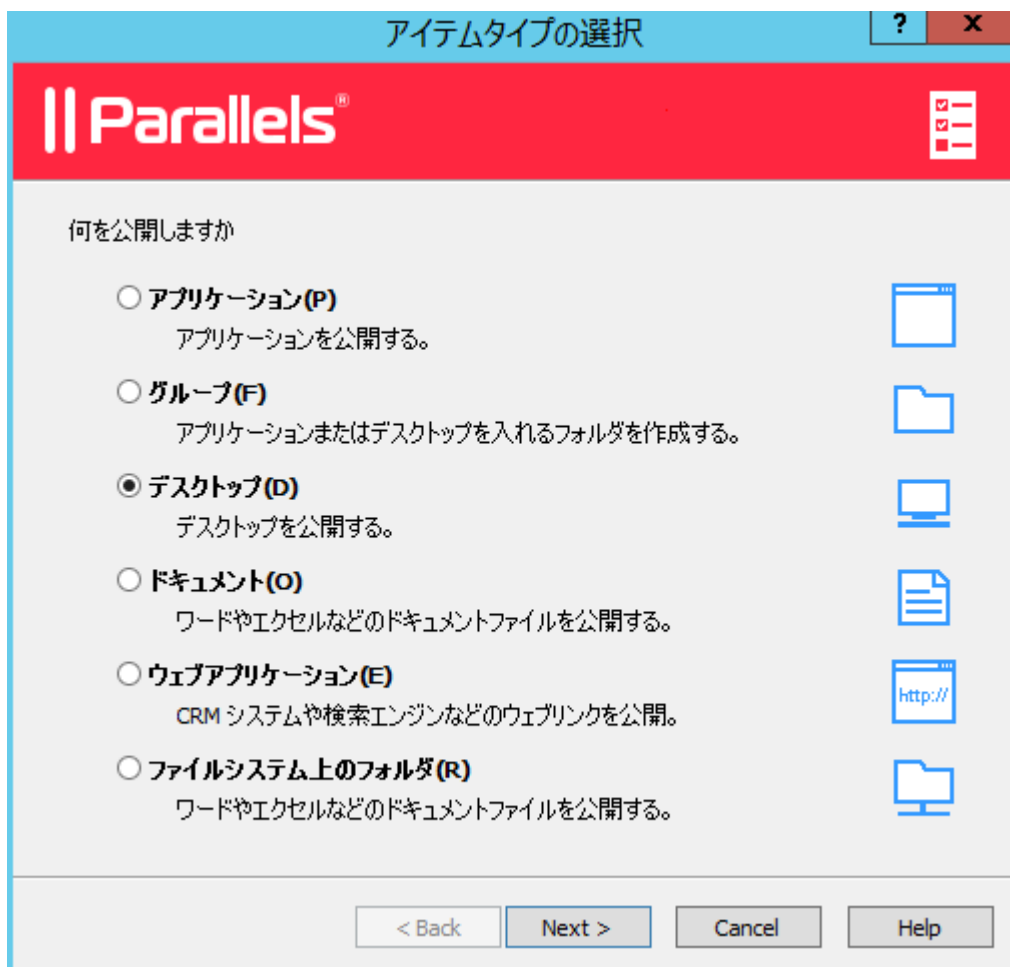 アイテムタイプの選択
? x
Parallels®
何を公開しますか
アプリケーション(P)
アプリケーションを公開する。
グループ(F)
アプリケーションまたはデスクトップを入れるフォルダを作成する。
デスクトップ(D)
デスクトップを公開する。
ドキュメント(O)
ワードやエクセルなどのドキュメントファイルを公開する。
ウェブアプリケーション(E)
CRM システムや検索エンジンなどのウェブリンクを公開。
http://
ファイルシステム上のフォルダ(R)
ワードやエクセルなどのドキュメントファイルを公開する。
< Back Next > Cancel Help